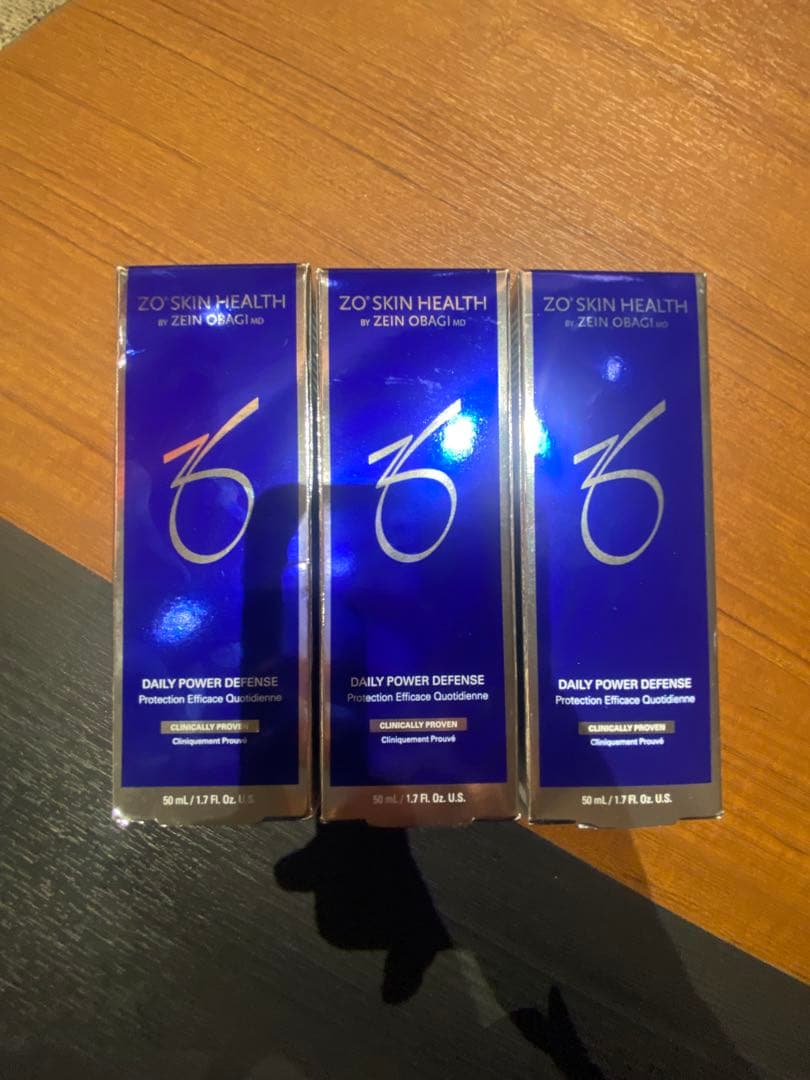 ZO® SKIN HEALTH
BY ZEIN OBAGI MD
DAILY POWER DEFENSE
Protection Efficace Quotidienne
CLINICALLY PROVEN
Cliniquement Prouvé
50 mL / 1.7 Fl. Oz. U.S.
ZO® SKIN HEALTH
BY ZEIN OBAGI MD
DAILY POWER DEFENSE
Protection Efficace Quotidienne
CLINICALLY PROVEN
Cliniquement Prouvé
50 mL / 1.7 Fl. Oz. U.S.
ZO® SKIN HEALTH
BY ZEIN OBAGI MD
DAILY POWER DEFENSE
Protection Efficace Quotidienne
CLINICALLY PROVEN
Cliniquement Prouvé
50 mL / 1.7 Fl. Oz. U.S.